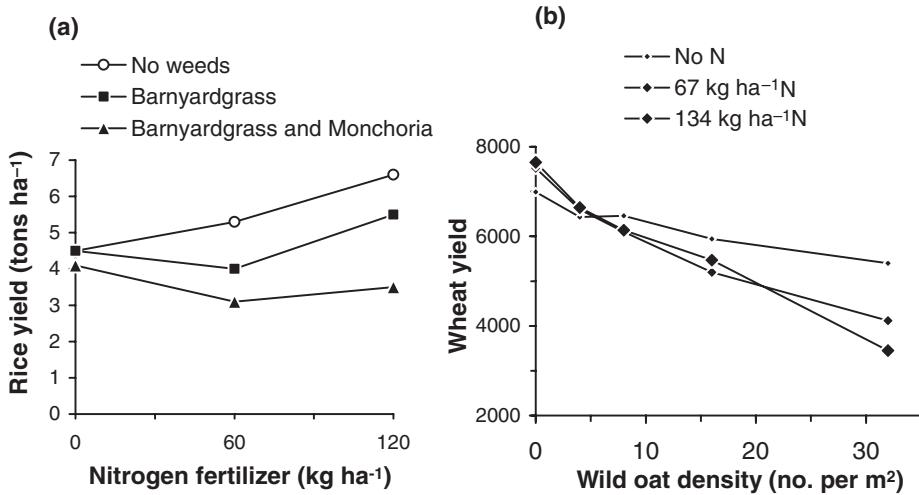 (a)
No weeds
Barnyardgrass
Barnyardgrass and Monchoria
Rice yield (tons ha⁻¹)
7
6
5
4
3
2
1
0
0 60 120
Nitrogen fertilizer (kg ha⁻¹)
(b)
No N
67 kg ha⁻¹N
134 kg ha⁻¹N
Wheat yield
8000
6000
4000
2000
0 10 20 30
Wild oat density (no. per m²)